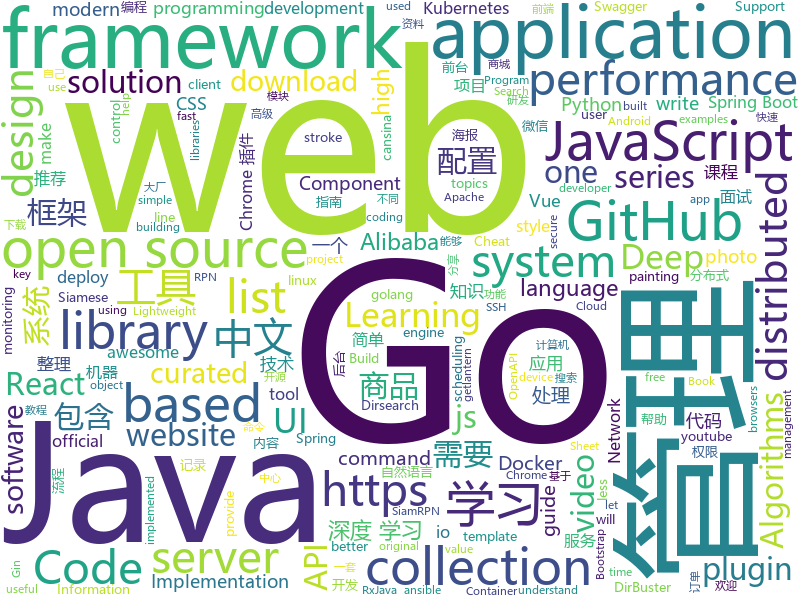 modern 编程 programming development Kubernetes used 资料 前端 Swagger Support
framework application
自己 use solution download client 模块 高级 help high 前台 Program Search 研发 商城 项目 Python built 快速
web
design make CSS control fast libraries stroke cansina 海报 微信 performance write Spring Boot user Android examples
推荐 Chrome 插件 Component 指南 大厂 simple building 配置 one JavaScript series 课程
框架 line 一个 topics Apache 不同 coding Vue developer 面试 app
下载 open source Alibaba 能够 Cheat style GitHub secure
key RPN project 工具 linux 知识 功能 分享 system Deep photo painting 分布式
monitoring Siamese using Lightweight list golang 简单 SSH language Cloud distributed
系统 deploy awesome Learning Build engine scheduling 计算机
library 中文 curated 商品 getlantern 应用 OpenAPI 搜索 管理
整理 机器 技术 tool 后台 Dirsearch js 处理 device free Book browsers
React 包含 based object 开源 UI 帮助 management
Go
Java software official Spring 教程 website 需要 Network 代码 youtube 权限 Algorithms
流程 内容 命令 command Docker Chrome 基于 Sheet
https 学习 video guide less Bootstrap
记录 中心 自然语言 SiamRPN will let
implemented server API io template 深度 学习 服务 better original value 开发 time
Code collection plugin
Gin useful Information Implementation provide 一套 RxJava ansible Container understand 订单 欢迎 DirBuster